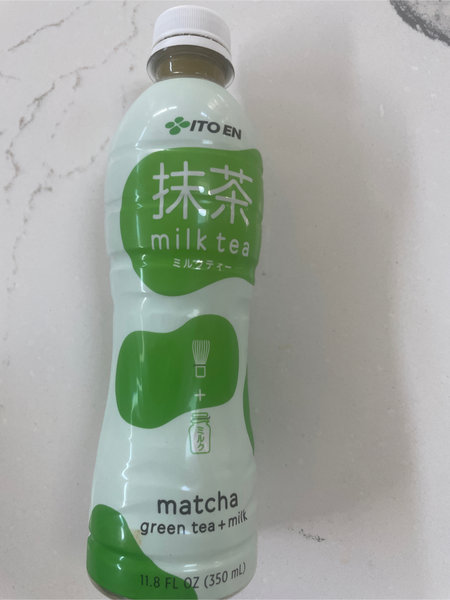 ITO EN
抹茶
milk tea
ミルクティー
ミルク
matcha
green tea + milk
11.8 FL OZ (350 mL)